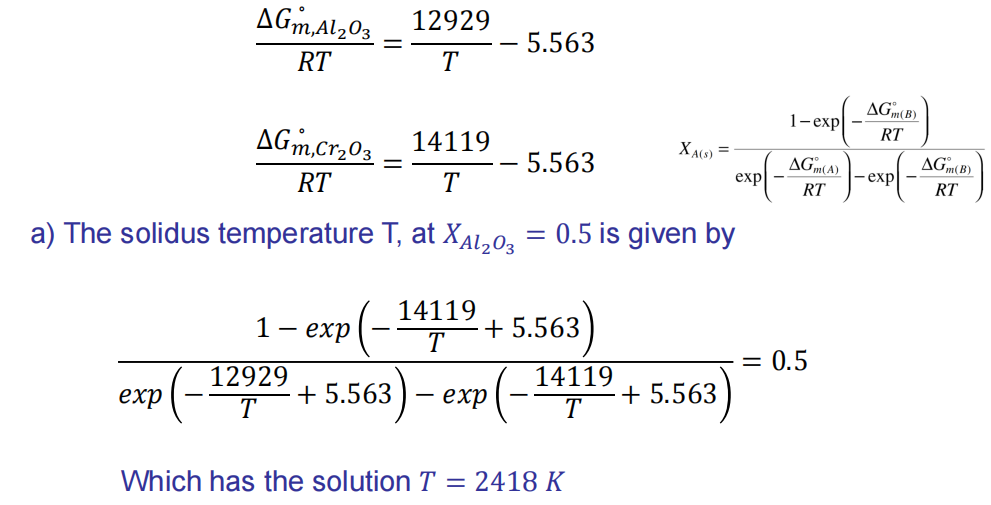 ΔG°m,Al₂O₃ / RT = 12929 / T − 5.563
ΔG°m,Cr₂O₃ / RT = 14119 / T − 5.563
X_A(s) = (1 − exp(− ΔG°m(B) / RT)) / (exp(− ΔG°m(A) / RT) − exp(− ΔG°m(B) / RT))
a) The solidus temperature T, at X_Al₂O₃ = 0.5 is given by
(1 − exp(− 14119 / T + 5.563)) / (exp(− 12929 / T + 5.563) − exp(− 14119 / T + 5.563)) = 0.5
Which has the solution T = 2418 K